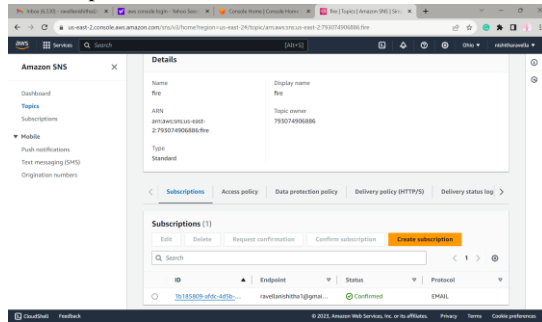 Inbox (6,530) - ravellanishitha1
aws console login - Yahoo Sear
Console Home | Console Home
fire | Topics | Amazon SNS | Sim
us-east-2.console.aws.amazon.com/sns/v3/home?region=us-east-2#/topic/arn:aws:sns:us-east-2:793074906886:fire
aws
Services
Search
[Alt+S]
Ohio
nishitharavella
Amazon SNS
Dashboard
Topics
Subscriptions
Mobile
Push notifications
Text messaging (SMS)
Origination numbers
Details
Name
fire
Display name
fire
ARN
arn:aws:sns:us-east-
2:793074906886:fire
Topic owner
793074906886
Type
Standard
Subscriptions
Access policy
Data protection policy
Delivery policy (HTTP/S)
Delivery status log
Subscriptions (1)
Edit
Delete
Request confirmation
Confirm subscription
Create subscription
Search
1
ID
Endpoint
Status
Protocol
1b185809-afdc-4d5b-...
ravellanishitha1@gmai...
Confirmed
EMAIL
CloudShell
Feedback
© 2023, Amazon Web Services, Inc. or its affiliates.
Privacy
Terms
Cookie preferences